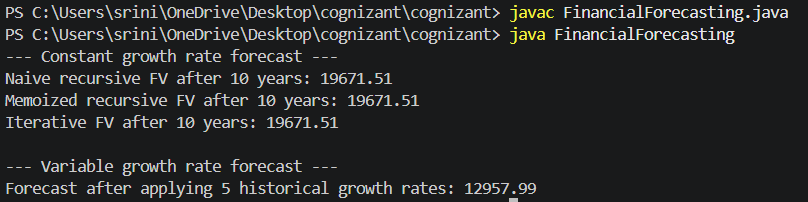 PS C:\Users\srini\OneDrive\Desktop\cognizant\cognizant> javac FinancialForecasting.java
PS C:\Users\srini\OneDrive\Desktop\cognizant\cognizant> java FinancialForecasting
--- Constant growth rate forecast ---
Naive recursive FV after 10 years: 19671.51
Memoized recursive FV after 10 years: 19671.51
Iterative FV after 10 years: 19671.51

--- Variable growth rate forecast ---
Forecast after applying 5 historical growth rates: 12957.99